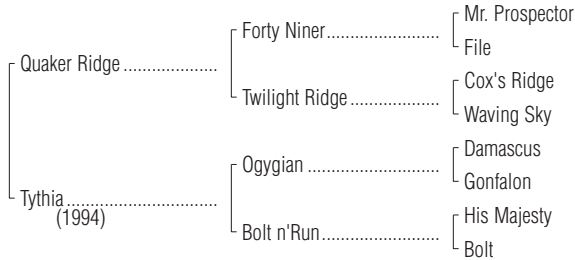 Mr. Prospector
Forty Niner....................
File
Quaker Ridge...................
Cox's Ridge
Twilight Ridge..................
Waving Sky
Damascus
Ogygian..........................
Gonfalon
Tythia..............................
(1994)
His Majesty
Bolt n'Run.......................
Bolt